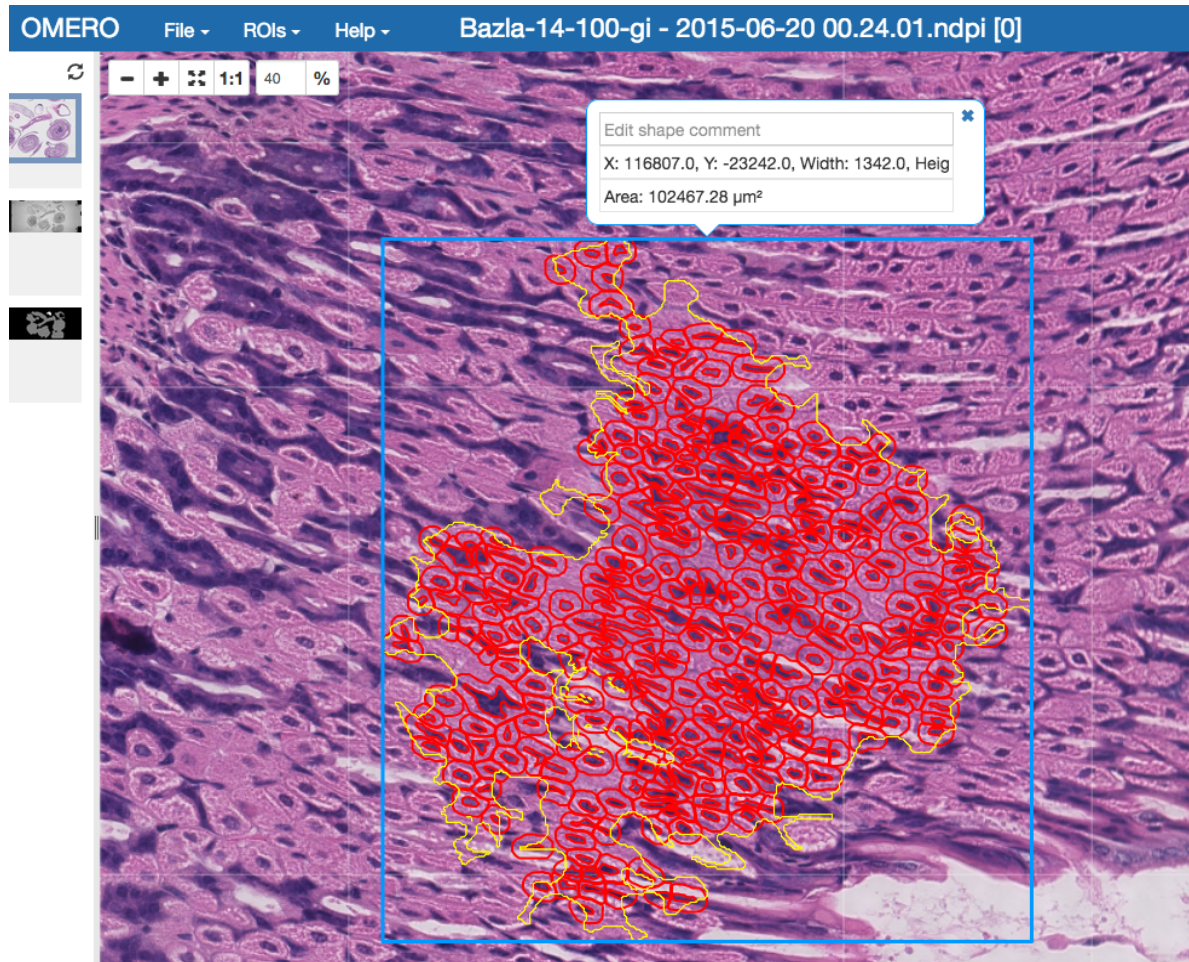 OMERO File ROIs Help Bazla-14-100-gi - 2015-06-20 00.24.01.ndpi [0]
1:1 40 %
Edit shape comment
X: 116807.0, Y: -23242.0, Width: 1342.0, Heig
Area: 102467.28 µm²